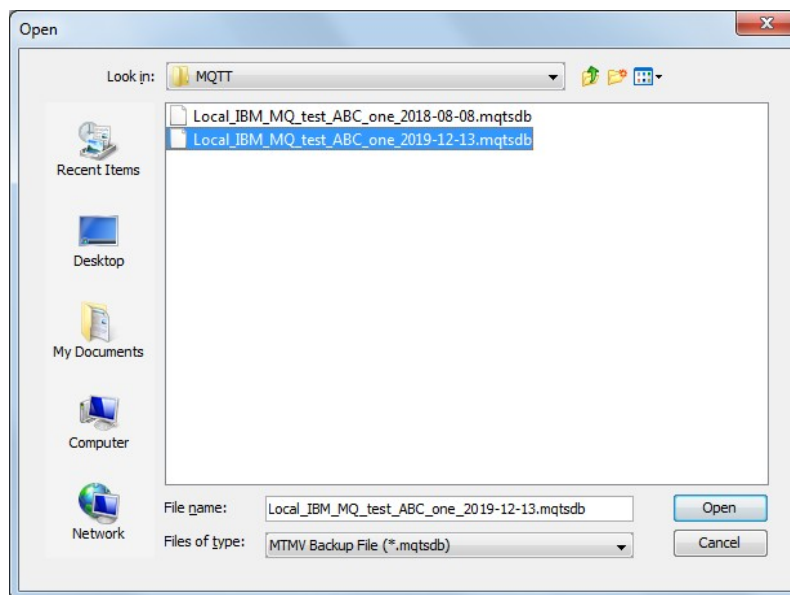 Open
Look in:
MQTT
Local_IBM_MQ_test_ABC_one_2018-08-08.mqtsdb
Local_IBM_MQ_test_ABC_one_2019-12-13.mqtsdb
Recent Items
Desktop
My Documents
Computer
Network
File name:
Local_IBM_MQ_test_ABC_one_2019-12-13.mqtsdb
Open
Files of type:
MTMV Backup File (*.mqtsdb)
Cancel